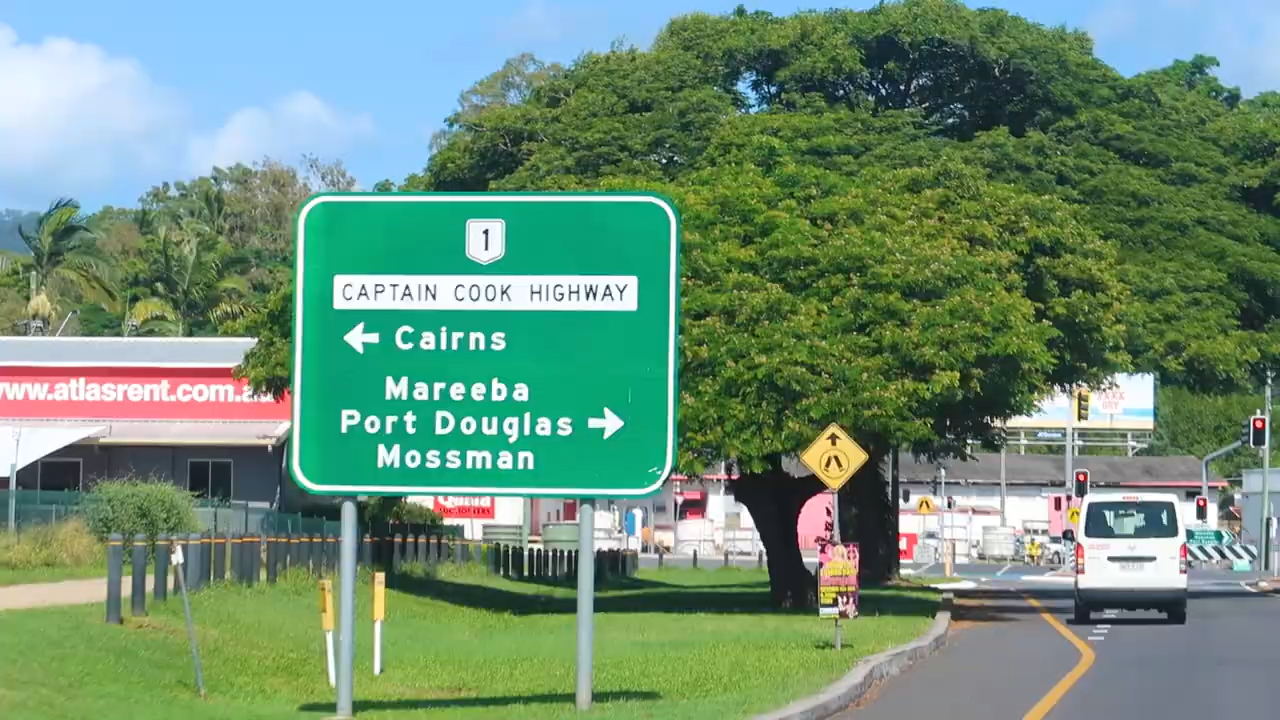 1
CAPTAIN COOK HIGHWAY
Cairns
Mareeba
Port Douglas
Mossman
www.atlasrent.com.a